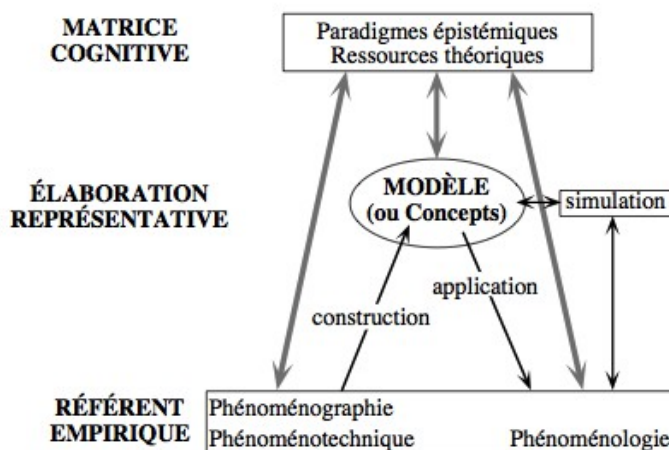 MATRICE
COGNITIVE
Paradigmes épistémiques
Ressources théoriques
ÉLABORATION
REPRÉSENTATIVE
MODÈLE
(ou Concepts)
simulation
application
construction
RÉFÉRENT
EMPIRIQUE
Phénoménographie
Phénoménotechnique
Phénoménologie